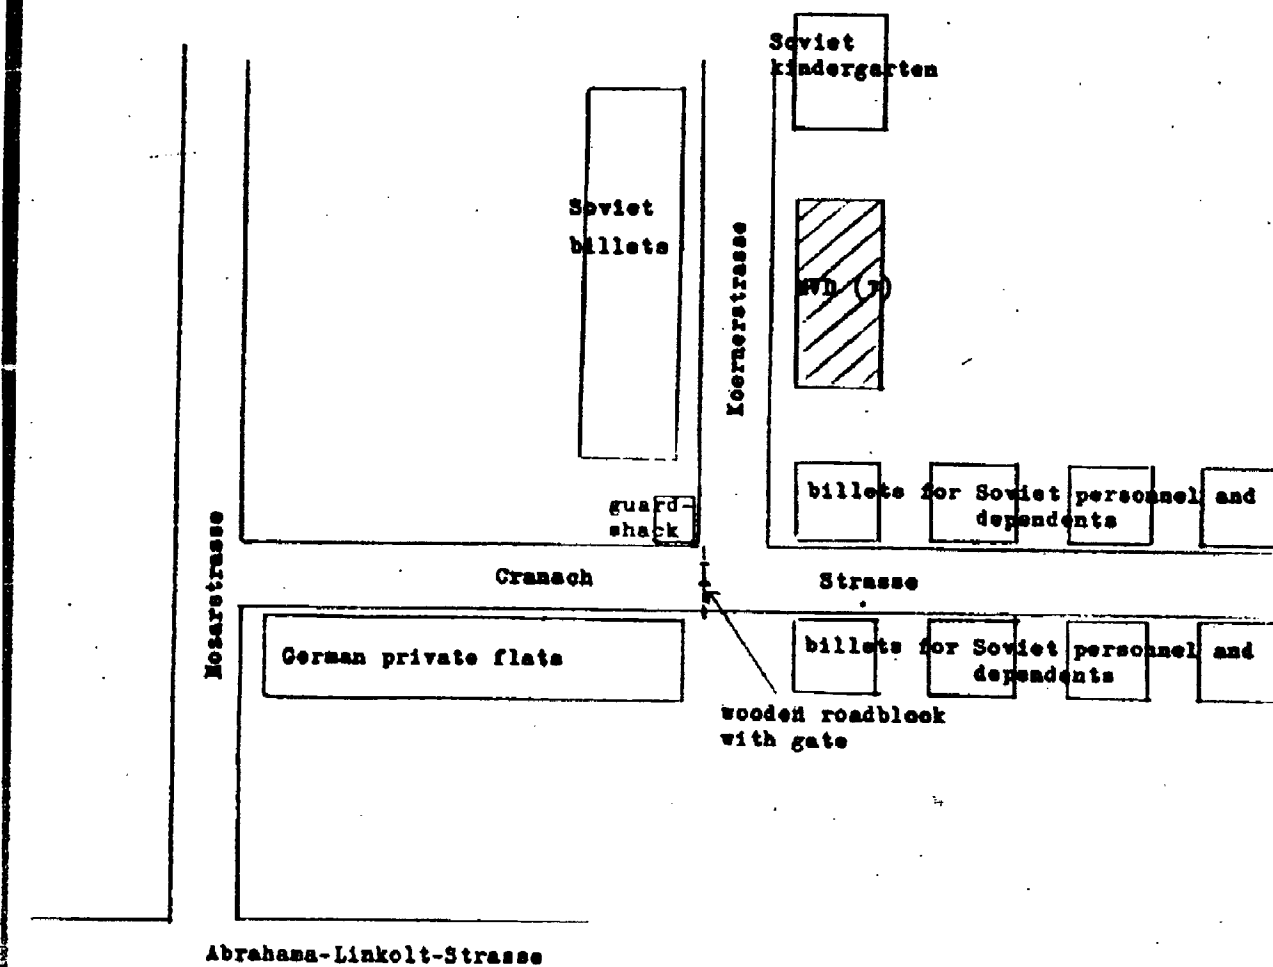 Soviet
kindergarten
Soviet
billets
Koernerstrasse
MVD (?)
billets for Soviet personnel and
dependents
guard-
shack
Mozartstrasse
Cranach Strasse
German private flats
billets for Soviet personnel and
dependents
wooden roadblock
with gate
Abrahama-Linkolt-Strasse